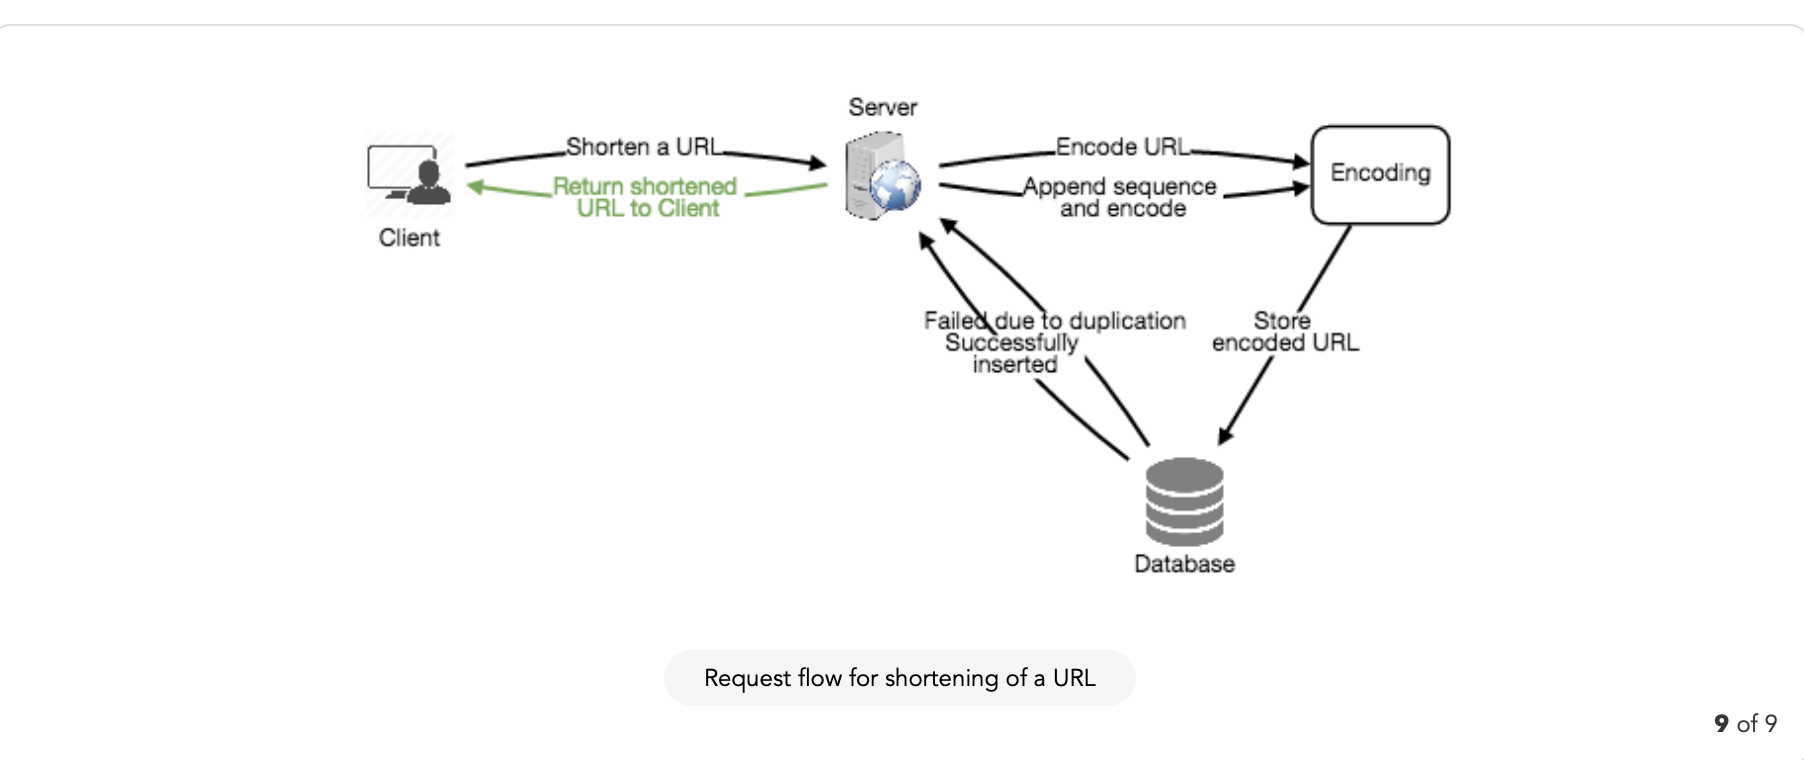 Server
Shorten a URL
Return shortened
URL to Client
Client
Encode URL
Append sequence
and encode
Encoding
Failed due to duplication
Successfully
inserted
Store
encoded URL
Database
Request flow for shortening of a URL
9 of 9